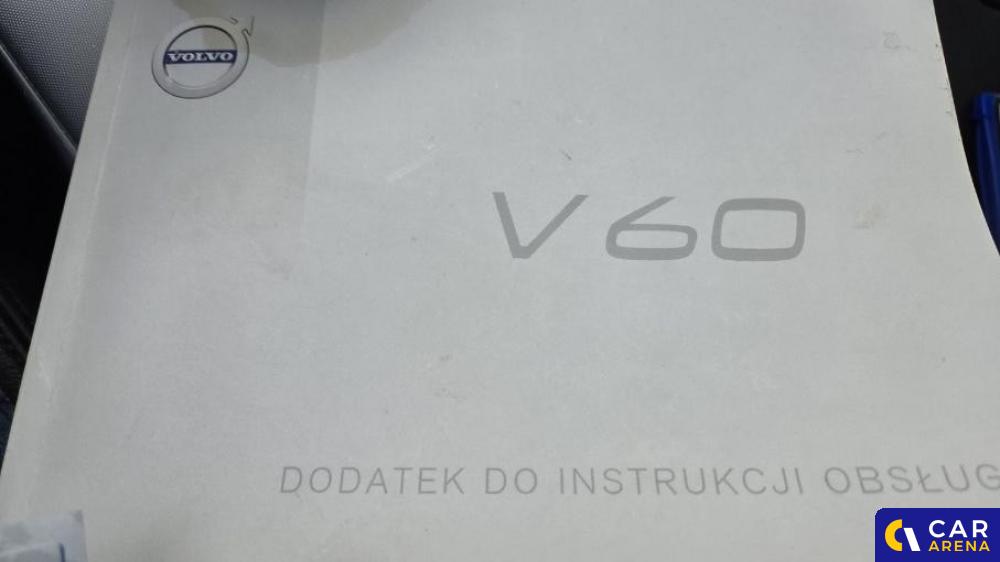 VOLVO
V60
DODATEK DO INSTRUKCJI OBSŁUG
CAR
ARENA